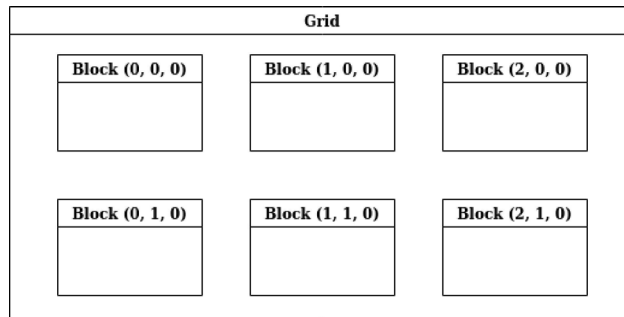 Grid
Block (0, 0, 0) Block (1, 0, 0) Block (2, 0, 0)
Block (0, 1, 0) Block (1, 1, 0) Block (2, 1, 0)